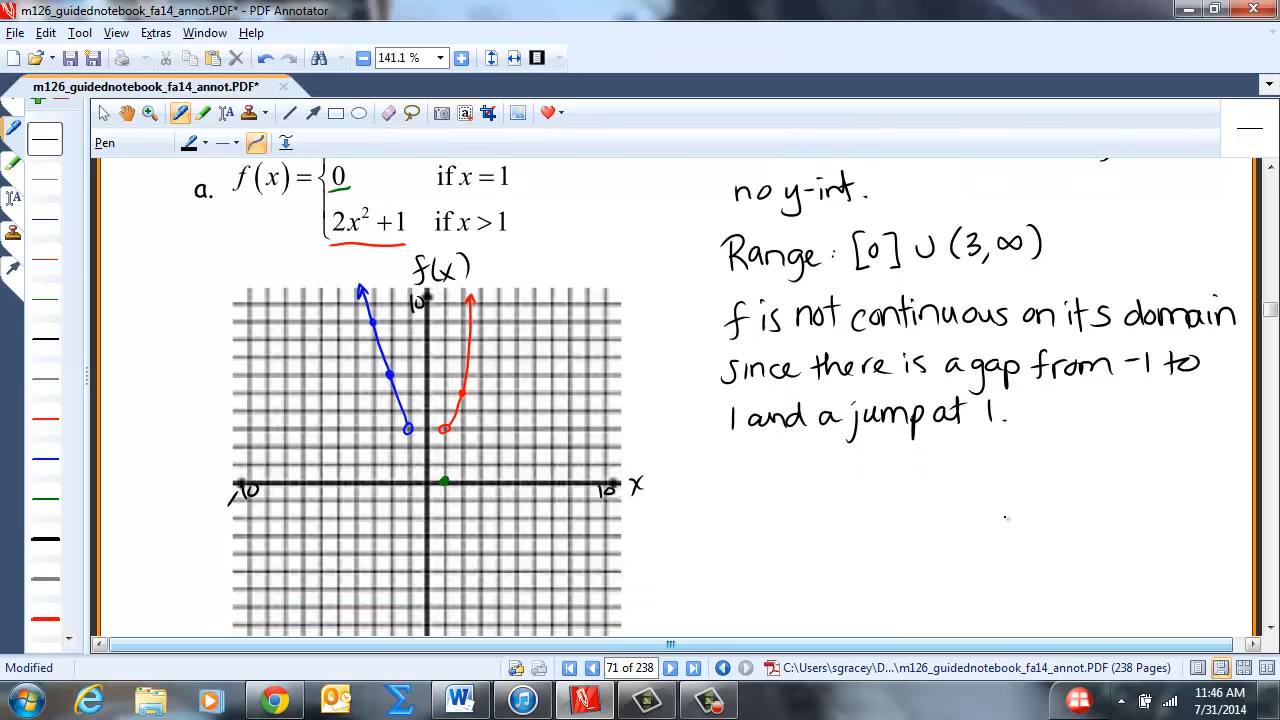 m126_guidednotebook_fa14_annot.PDF* - PDF Annotator
File Edit Tool View Extras Window Help
141.1 %
m126_guidednotebook_fa14_annot.PDF*
Pen
a. f(x) = { 0 if x = 1
2x² + 1 if x > 1
f(x)
10
-10
10
x
no y-int.
Range: [0] ∪ (3, ∞)
f is not continuous on its domain
since there is a gap from -1 to
1 and a jump at 1.
Modified
71 of 238
C:\Users\sgracey\D...\m126_guidednotebook_fa14_annot.PDF (238 Pages)
11:46 AM
7/31/2014